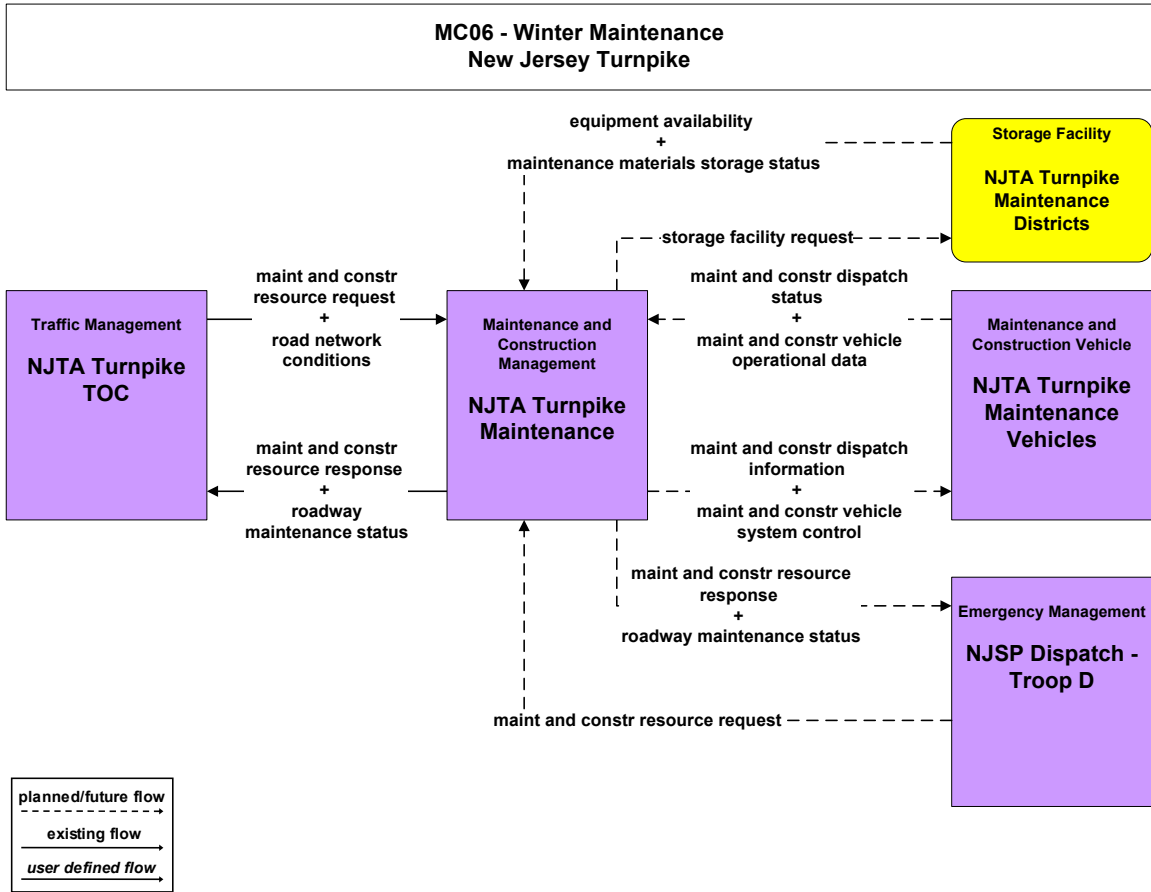 MC06 - Winter Maintenance
New Jersey Turnpike
equipment availability
+
maintenance materials storage status
Storage Facility
NJTA Turnpike
Maintenance
Districts
storage facility request
maint and constr
resource request
+
road network
conditions
maint and constr dispatch
status
+
maint and constr vehicle
operational data
Traffic Management
NJTA Turnpike
TOC
Maintenance and
Construction
Management
NJTA Turnpike
Maintenance
Maintenance and
Construction Vehicle
NJTA Turnpike
Maintenance
Vehicles
maint and constr
resource response
+
roadway
maintenance status
maint and constr dispatch
information
+
maint and constr vehicle
system control
maint and constr resource
response
+
roadway maintenance status
Emergency Management
NJSP Dispatch -
Troop D
maint and constr resource request
planned/future flow
existing flow
user defined flow